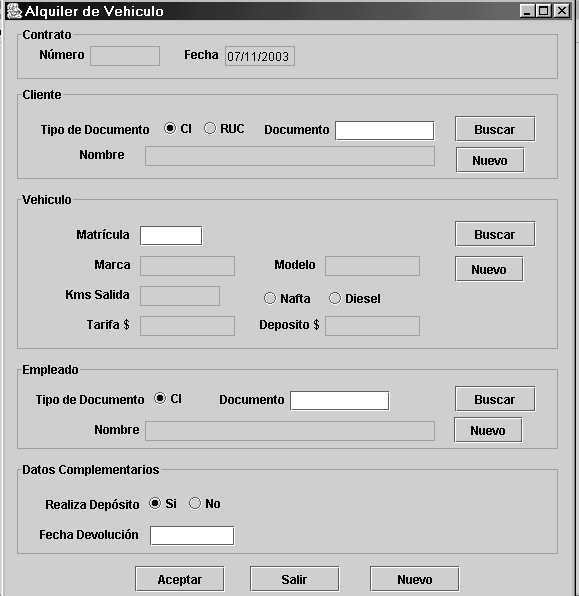 Alquiler de Vehiculo
Contrato
Número Fecha 07/11/2003
Cliente
Tipo de Documento CI RUC Documento Buscar
Nombre Nuevo
Vehiculo
Matrícula Buscar
Marca Modelo Nuevo
Kms Salida Nafta Diesel
Tarifa $ Deposito $
Empleado
Tipo de Documento CI Documento Buscar
Nombre Nuevo
Datos Complementarios
Realiza Depósito Si No
Fecha Devolución
Aceptar Salir Nuevo